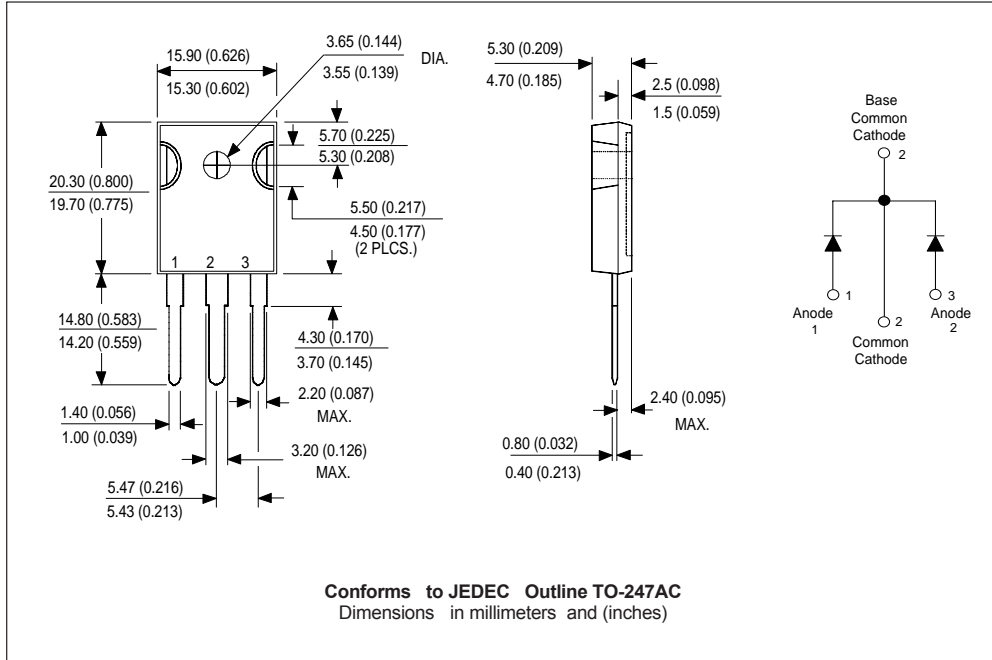 3.65 (0.144)
3.55 (0.139)
DIA.
15.90 (0.626)
15.30 (0.602)
5.70 (0.225)
5.30 (0.208)
20.30 (0.800)
19.70 (0.775)
5.50 (0.217)
4.50 (0.177)
(2 PLCS.)
1 2 3
14.80 (0.583)
14.20 (0.559)
4.30 (0.170)
3.70 (0.145)
2.20 (0.087)
MAX.
1.40 (0.056)
1.00 (0.039)
3.20 (0.126)
MAX.
5.47 (0.216)
5.43 (0.213)
5.30 (0.209)
4.70 (0.185)
2.5 (0.098)
1.5 (0.059)
2.40 (0.095)
MAX.
0.80 (0.032)
0.40 (0.213)
Base
Common
Cathode
2
1
Anode
1
2
Common
Cathode
3
Anode
2
Conforms to JEDEC Outline TO-247AC
Dimensions in millimeters and (inches)